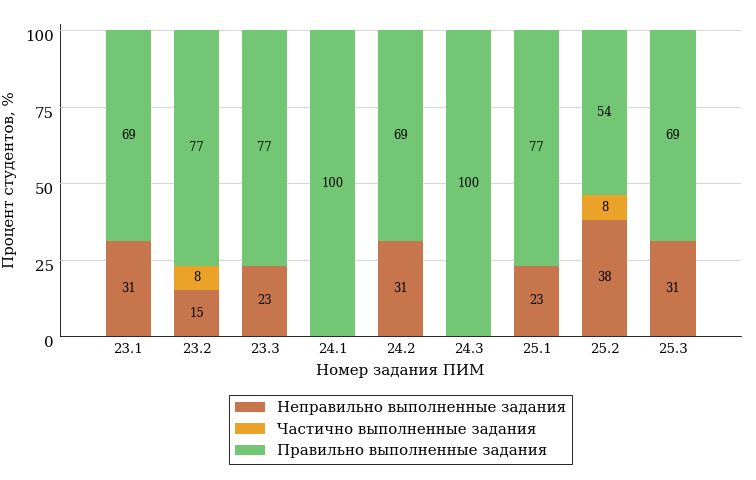 Процент студентов, %
100
75
50
25
0
69 77 77 100 69 100 77 54 69
8 8
31 15 23 31 23 38 31
23.1 23.2 23.3 24.1 24.2 24.3 25.1 25.2 25.3
Номер задания ПИМ
Неправильно выполненные задания
Частично выполненные задания
Правильно выполненные задания